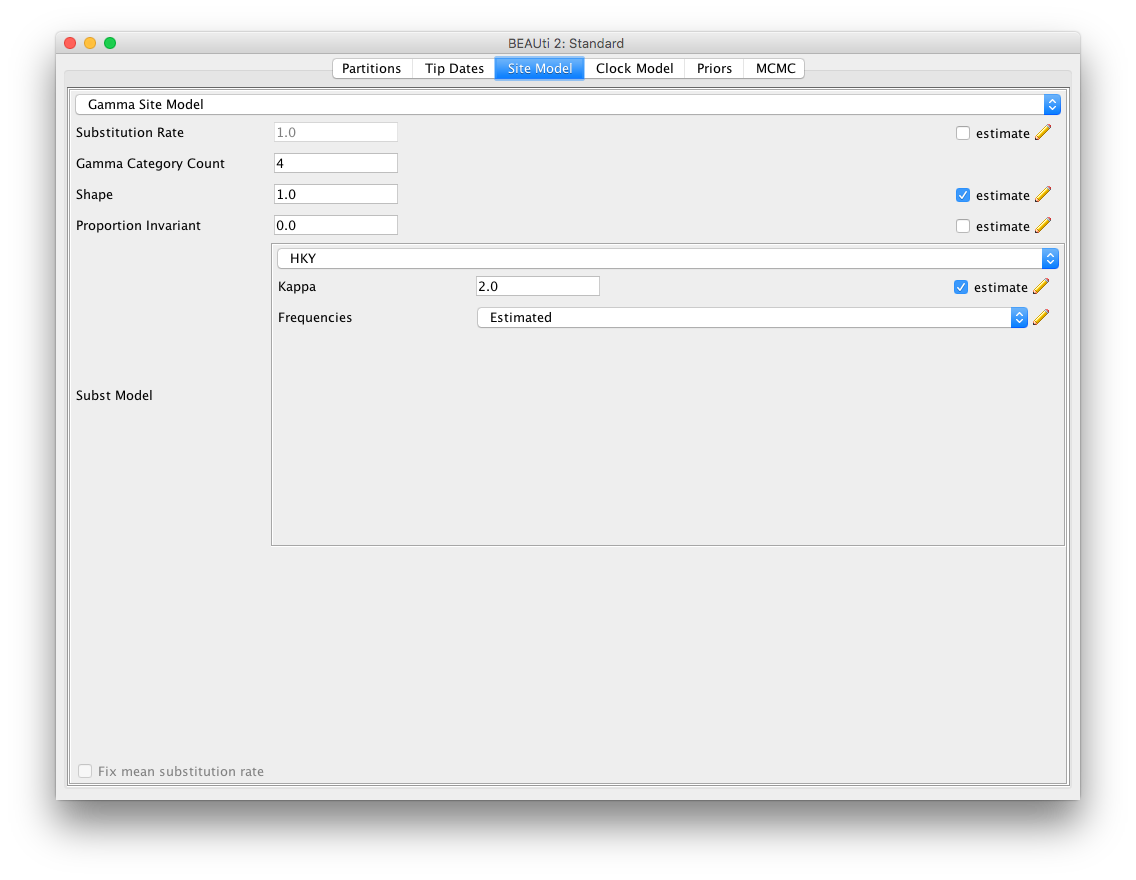 BEAUti 2: Standard
Partitions Tip Dates Site Model Clock Model Priors MCMC
Gamma Site Model
Substitution Rate 1.0 estimate
Gamma Category Count 4
Shape 1.0 estimate
Proportion Invariant 0.0 estimate
HKY
Kappa 2.0 estimate
Frequencies Estimated
Subst Model
Fix mean substitution rate